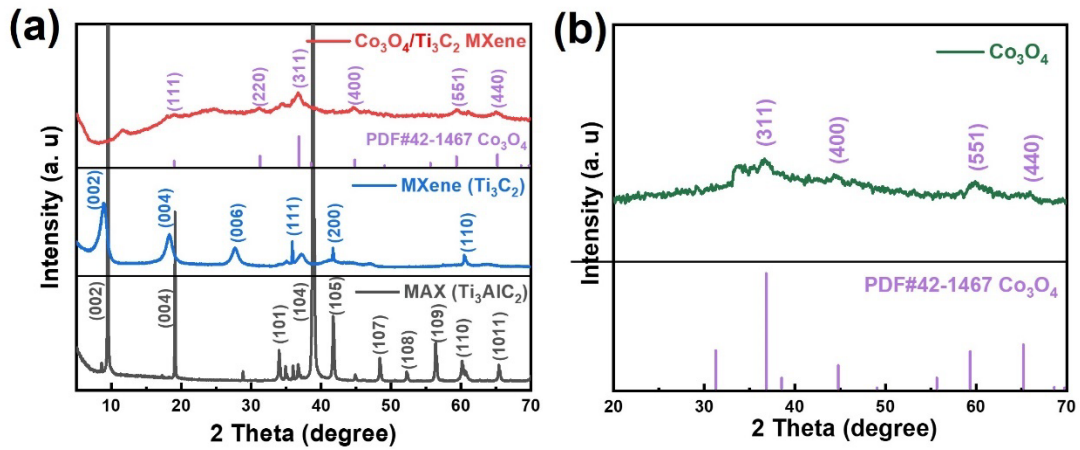 (a)
Co₃O₄/Ti₃C₂ MXene
(111)
(220)
(311)
(400)
(551)
(440)
PDF#42-1467 Co₃O₄
MXene (Ti₃C₂)
(002)
(004)
(006)
(111)
(200)
(110)
MAX (Ti₃AlC₂)
(002)
(004)
(101)
(104)
(105)
(107)
(108)
(109)
(110)
(1011)
Intensity (a. u)
10 20 30 40 50 60 70
2 Theta (degree)
(b)
Co₃O₄
(311)
(400)
(551)
(440)
PDF#42-1467 Co₃O₄
Intensity (a. u)
20 30 40 50 60 70
2 Theta (degree)